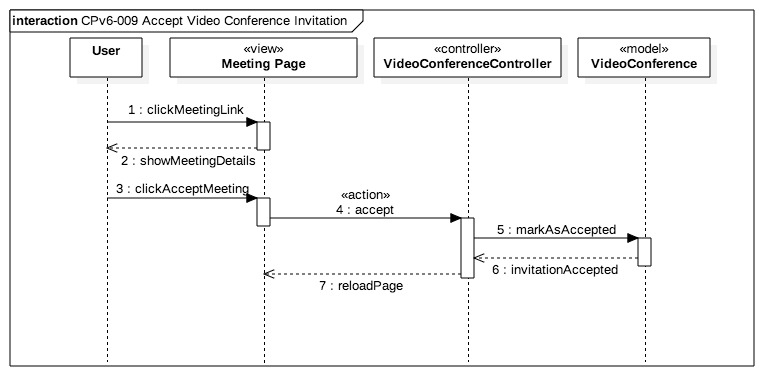 interaction CPv6-009 Accept Video Conference Invitation
User
«view»
Meeting Page
«controller»
VideoConferenceController
«model»
VideoConference
1 : clickMeetingLink
2 : showMeetingDetails
3 : clickAcceptMeeting
«action»
4 : accept
5 : markAsAccepted
6 : invitationAccepted
7 : reloadPage